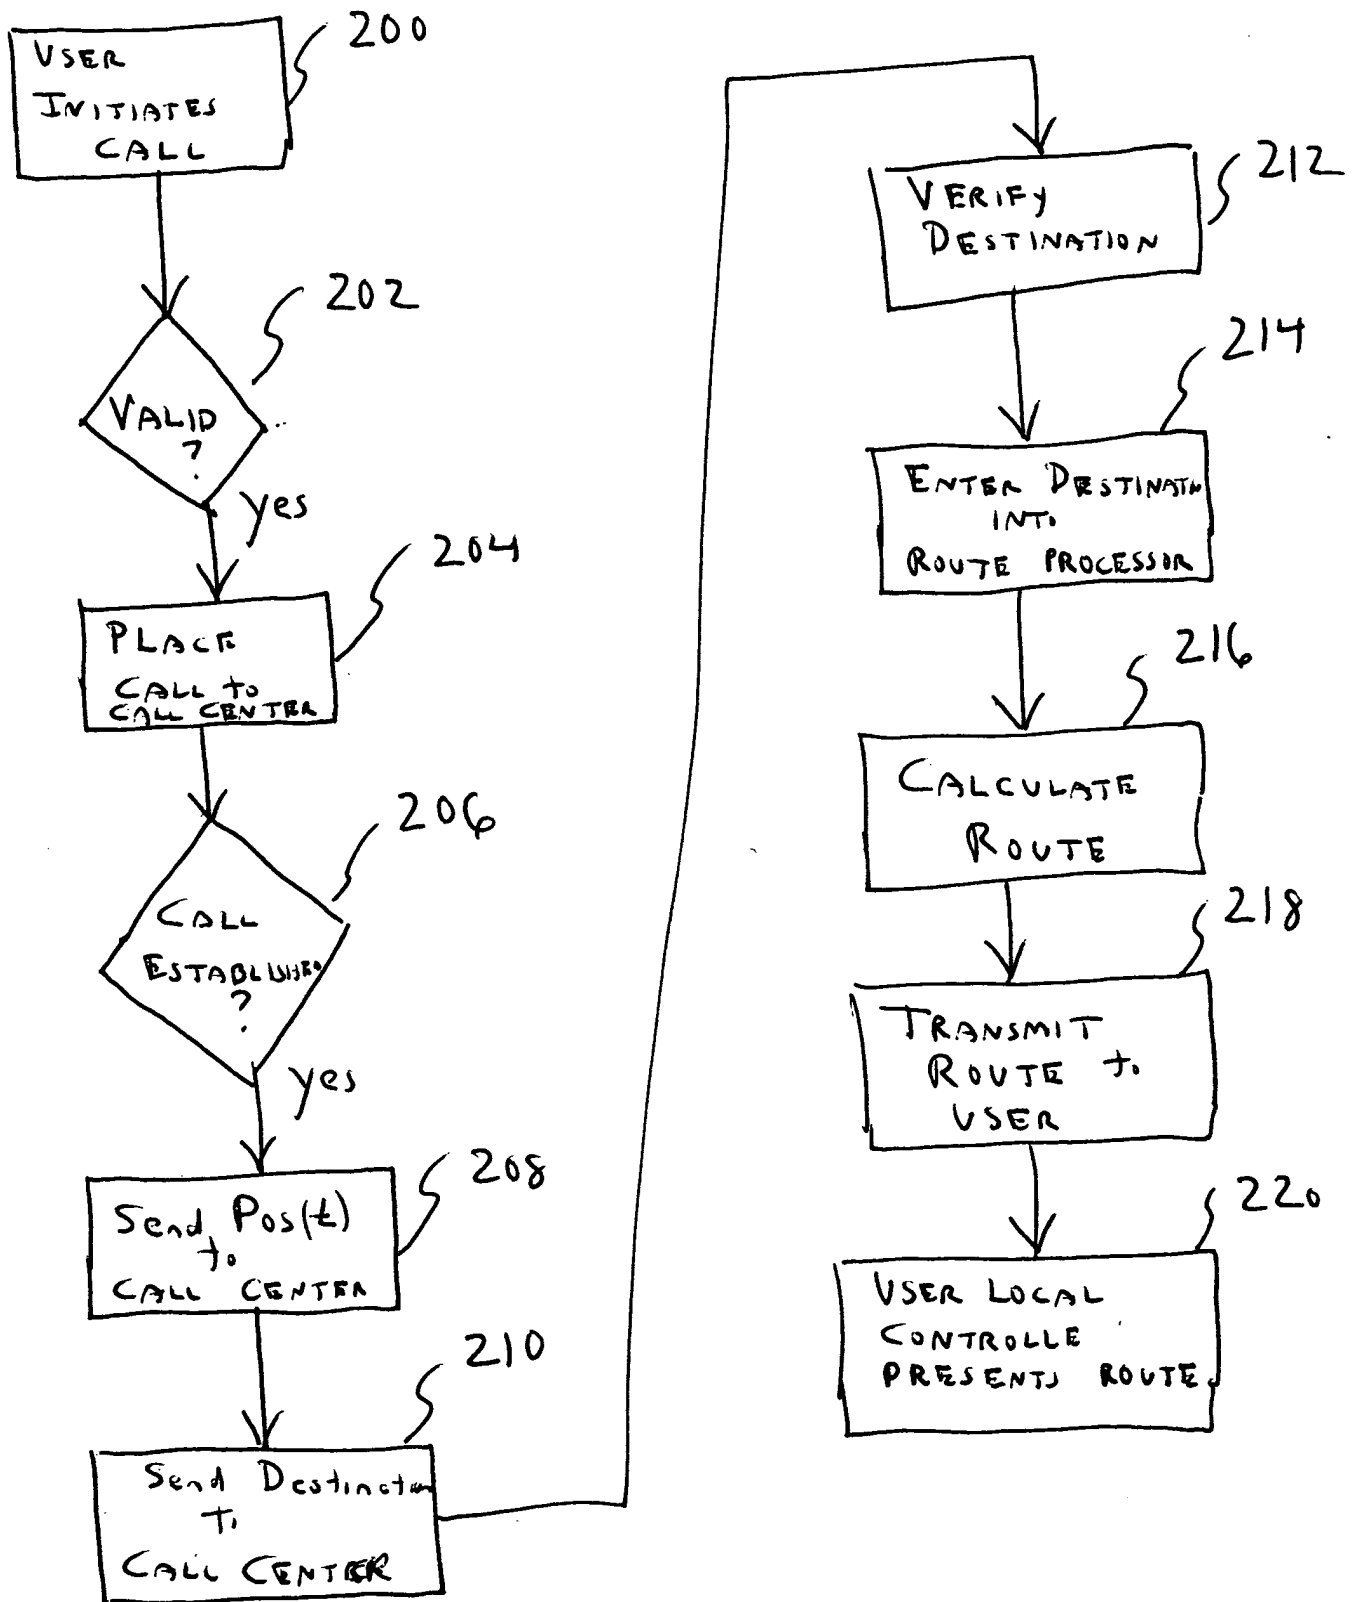 USER
INITIATES
CALL
200
VALID
?
202
yes
PLACE
CALL to
CALL CENTER
204
CALL
ESTABLISHED
?
206
yes
Send Pos(t)
to
CALL CENTER
208
Send Destination
To
CALL CENTER
210
VERIFY
DESTINATION
212
ENTER DESTINATN
INTO
ROUTE PROCESSOR
214
CALCULATE
ROUTE
216
TRANSMIT
ROUTE to
USER
218
USER LOCAL
CONTROLLE
PRESENTS ROUTE
220